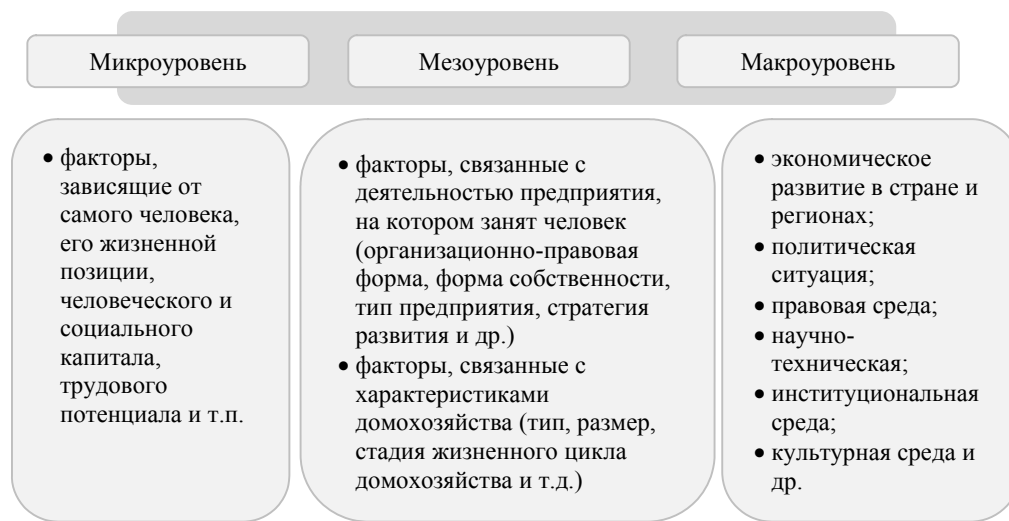 Микроуровень
Мезоуровень
Макроуровень
• факторы,
зависящие от
самого человека,
его жизненной
позиции,
человеческого и
социального
капитала,
трудового
потенциала и т.п.
• факторы, связанные с
деятельностью предприятия,
на котором занят человек
(организационно-правовая
форма, форма собственности,
тип предприятия, стратегия
развития и др.)
• факторы, связанные с
характеристиками
домохозяйства (тип, размер,
стадия жизненного цикла
домохозяйства и т.д.)
• экономическое
развитие в стране и
регионах;
• политическая
ситуация;
• правовая среда;
• научно-
техническая;
• институциональная
среда;
• культурная среда и
др.